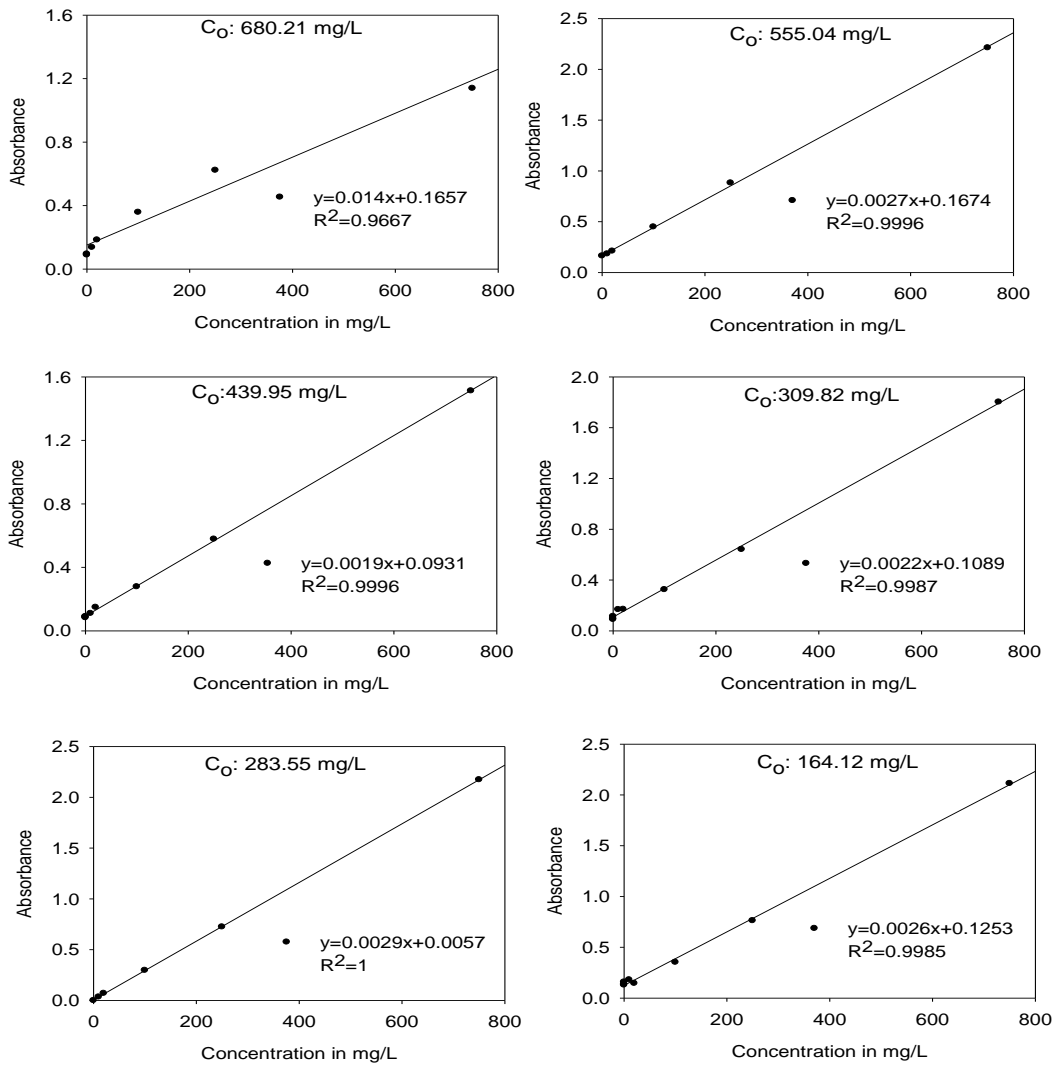 C₀: 680.21 mg/L
1.6
1.2
0.8
0.4
0.0
Absorbance
y=0.014x+0.1657
R²=0.9667
0 200 400 600 800
Concentration in mg/L
C₀: 555.04 mg/L
2.5
2.0
1.5
1.0
0.5
0.0
Absorbance
y=0.0027x+0.1674
R²=0.9996
0 200 400 600 800
Concentration in mg/L
C₀:439.95 mg/L
1.6
1.2
0.8
0.4
0.0
Absorbance
y=0.0019x+0.0931
R²=0.9996
0 200 400 600 800
Concentration in mg/L
C₀:309.82 mg/L
2.0
1.6
1.2
0.8
0.4
0.0
Absorbance
y=0.0022x+0.1089
R²=0.9987
0 200 400 600 800
Concentration in mg/L
C₀: 283.55 mg/L
2.5
2.0
1.5
1.0
0.5
0.0
Absorbance
y=0.0029x+0.0057
R²=1
0 200 400 600 800
Concentration in mg/L
C₀: 164.12 mg/L
2.5
2.0
1.5
1.0
0.5
0.0
Absorbance
y=0.0026x+0.1253
R²=0.9985
0 200 400 600 800
Concentration in mg/L